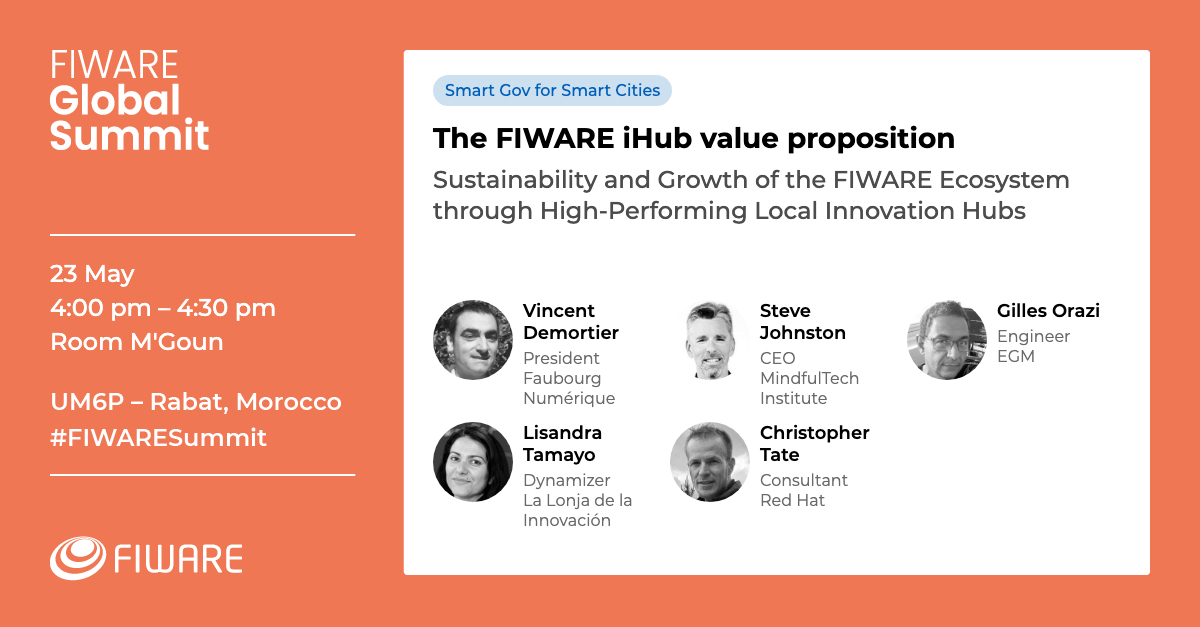 FIWARE
Global
Summit
23 May
4:00 pm – 4:30 pm
Room M'Goun
UM6P – Rabat, Morocco
#FIWARESummit
FIWARE
Smart Gov for Smart Cities
The FIWARE iHub value proposition
Sustainability and Growth of the FIWARE Ecosystem
through High-Performing Local Innovation Hubs
Vincent
Demortier
President
Faubourg
Numérique
Steve
Johnston
CEO
MindfulTech
Institute
Gilles Orazi
Engineer
EGM
Lisandra
Tamayo
Dynamizer
La Lonja de la
Innovación
Christopher
Tate
Consultant
Red Hat